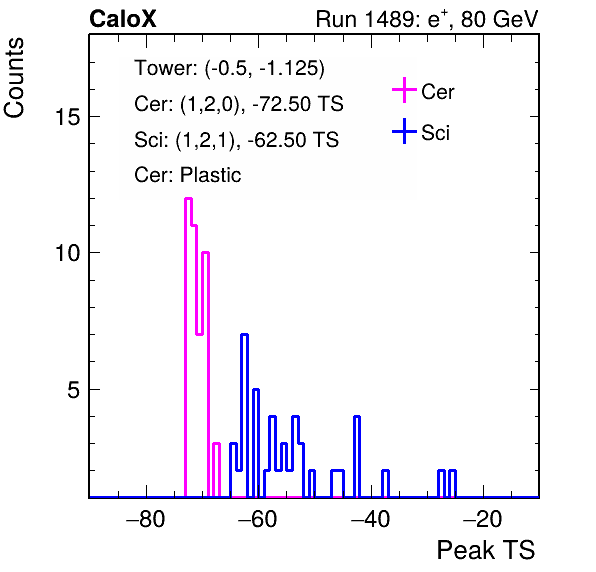 CaloX Run 1489: e+, 80 GeV
Counts
Tower: (-0.5, -1.125)
Cer: (1,2,0), -72.50 TS
Sci: (1,2,1), -62.50 TS
Cer: Plastic
Cer
Sci
15
10
5
−80 −60 −40 −20
Peak TS